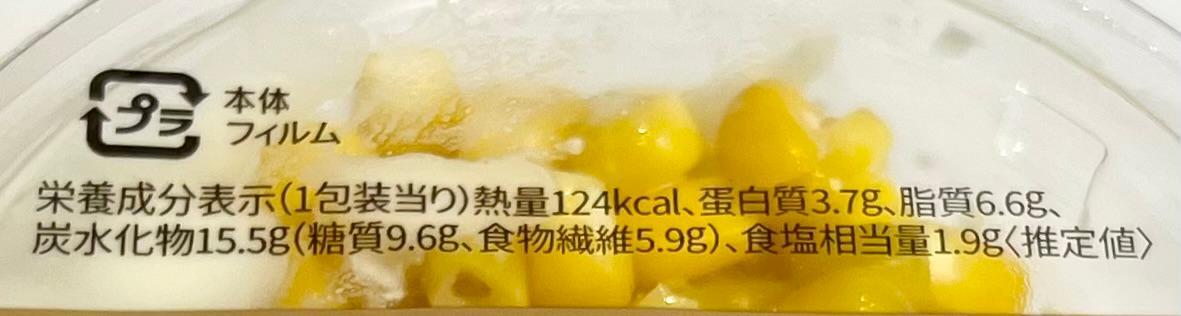 プラ
本体
フィルム
栄養成分表示(1包装当り)熱量124kcal、蛋白質3.7g、脂質6.6g、
炭水化物15.5g(糖質9.6g、食物繊維5.9g)、食塩相当量1.9g〈推定値〉